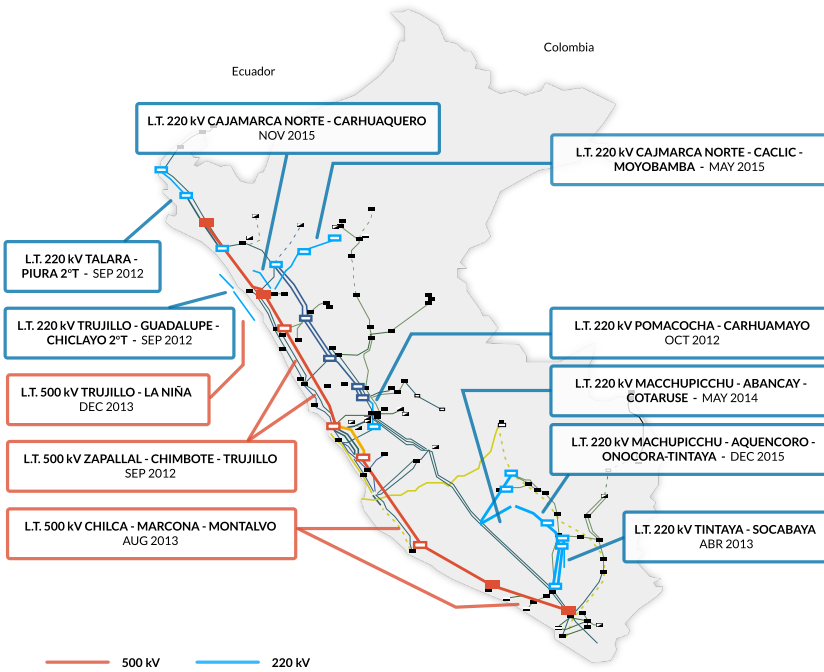 Colombia
Ecuador
L.T. 220 kV CAJAMARCA NORTE - CARHUAQUERO
NOV 2015
L.T. 220 kV CAJMARCA NORTE - CACLIC -
MOYOBAMBA - MAY 2015
L.T. 220 kV TALARA -
PIURA 2°T - SEP 2012
L.T. 220 kV TRUJILLO - GUADALUPE -
CHICLAYO 2°T - SEP 2012
L.T. 220 kV POMACOCHA - CARHUAMAYO
OCT 2012
L.T. 220 kV MACCHUPICCHU - ABANCAY -
COTARUSE - MAY 2014
L.T. 500 kV TRUJILLO - LA NIÑA
DEC 2013
L.T. 220 kV MACHUPICCHU - AQUENCORO -
ONOCORA-TINTAYA - DEC 2015
L.T. 500 kV ZAPALLAL - CHIMBOTE - TRUJILLO
SEP 2012
L.T. 500 kV CHILCA - MARCONA - MONTALVO
AUG 2013
L.T. 220 kV TINTAYA - SOCABAYA
ABR 2013
500 kV
220 kV